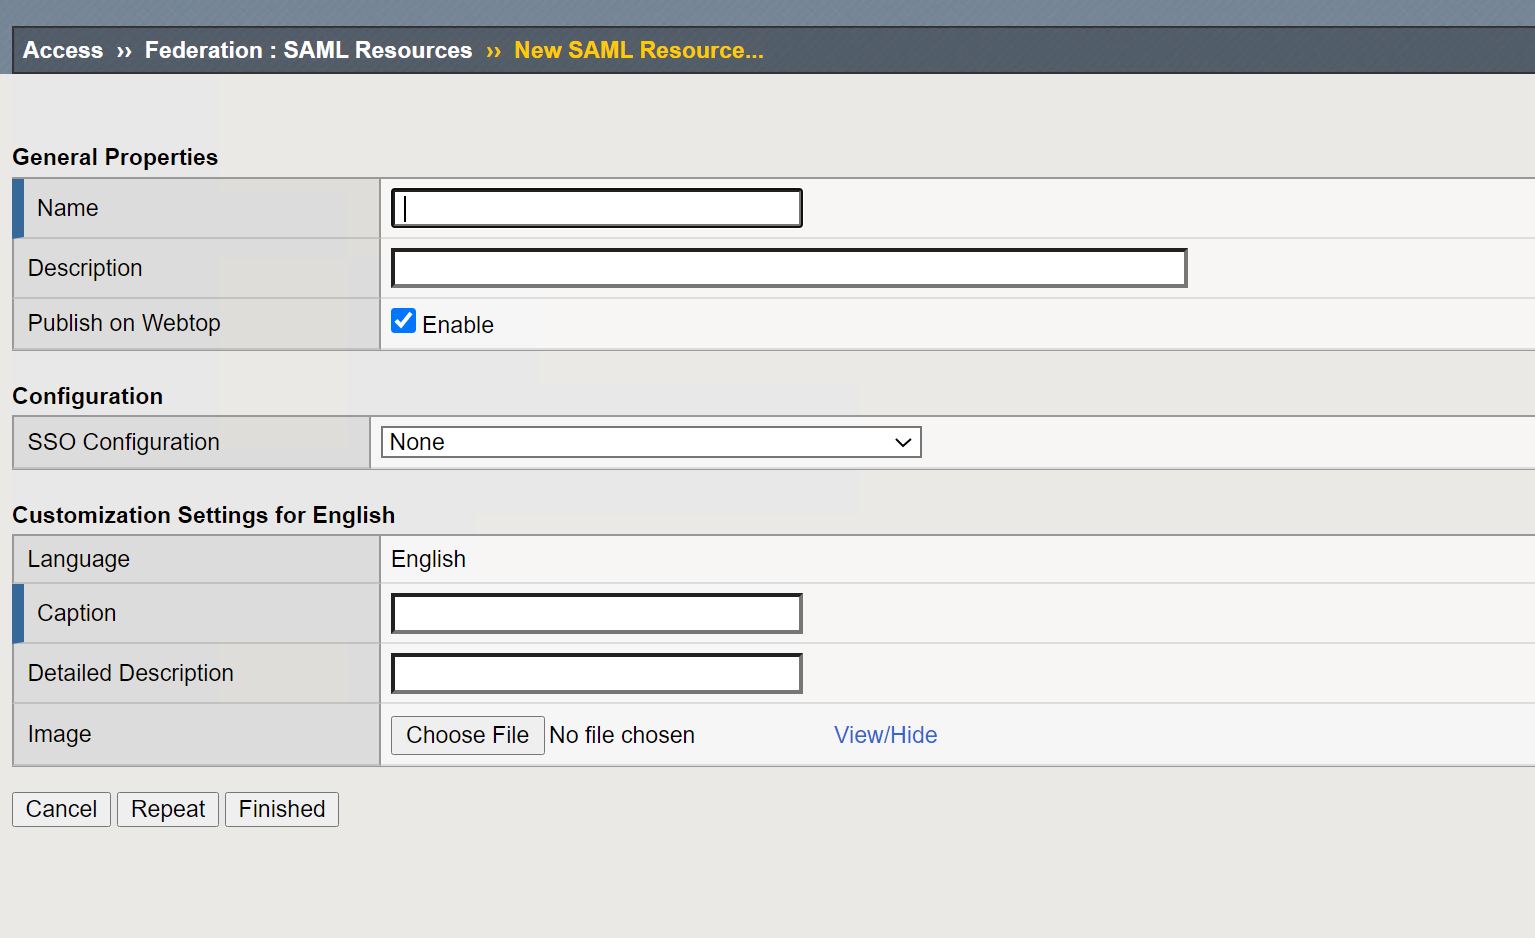 Access ›› Federation : SAML Resources ›› New SAML Resource...
General Properties
Name
Description
Publish on Webtop Enable
Configuration
SSO Configuration None
Customization Settings for English
Language English
Caption
Detailed Description
Image Choose File No file chosen View/Hide
Cancel Repeat Finished